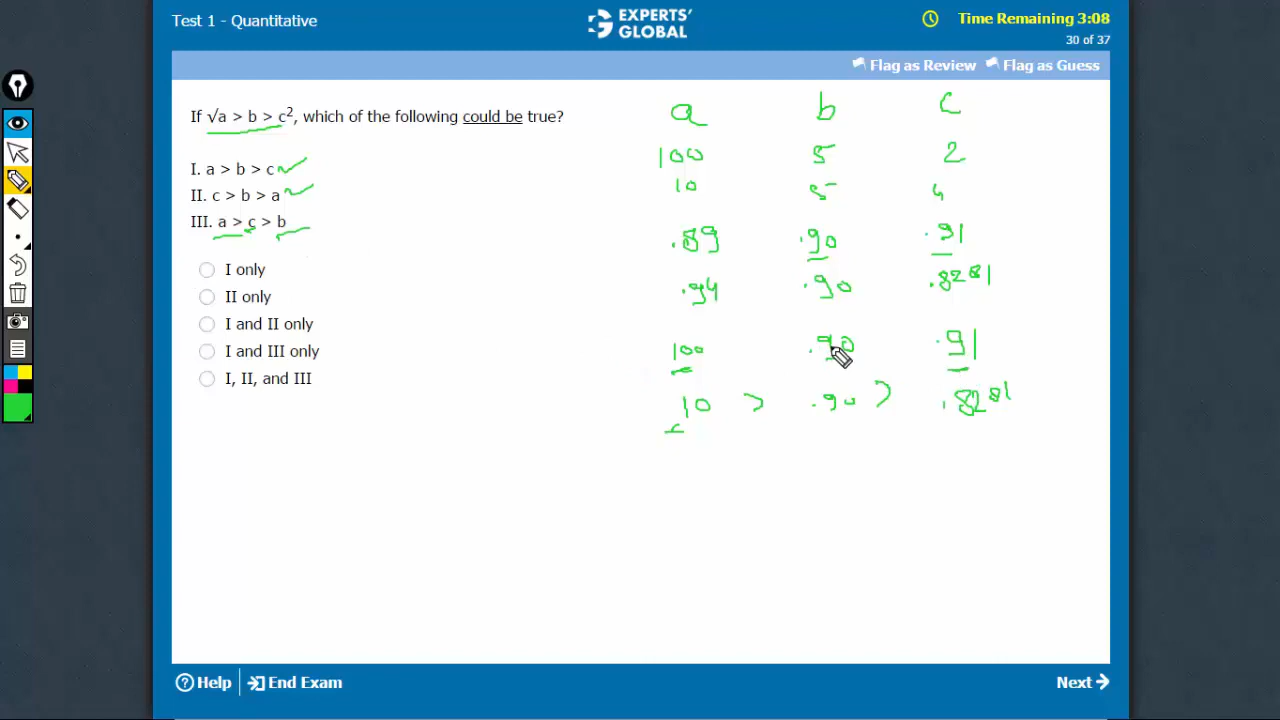 Test 1 - Quantitative
EXPERTS' GLOBAL
Time Remaining 3:08
30 of 37
Flag as Review Flag as Guess
If √a > b > c², which of the following could be true?
I. a > b > c
II. c > b > a
III. a > c > b
I only
II only
I and II only
I and III only
I, II, and III
a b c
100 5 2
10 5 4
.89 .90 .91
.94 .90 .8281
100 .90 .91
10 > .90 > .8281
Help End Exam Next